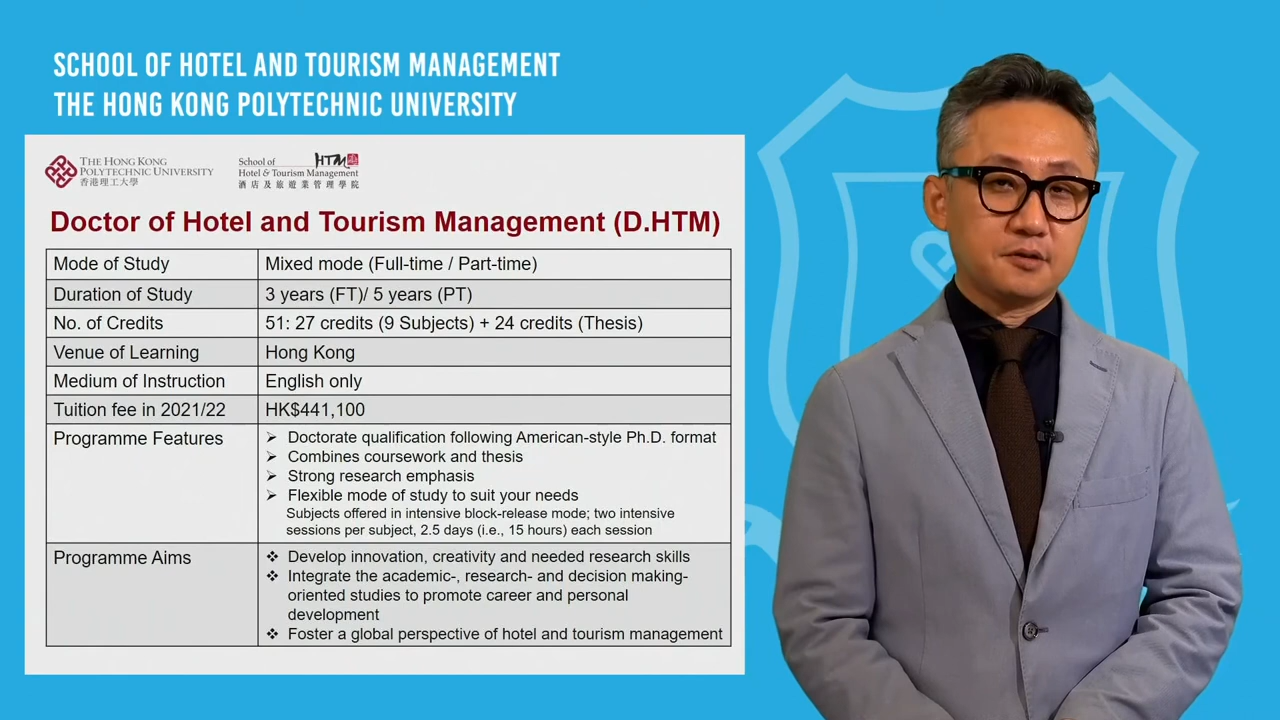 SCHOOL OF HOTEL AND TOURISM MANAGEMENT
THE HONG KONG POLYTECHNIC UNIVERSITY
THE HONG KONG
POLYTECHNIC UNIVERSITY
香港理工大學
School of
HTM
Hotel & Tourism Management
酒店及旅遊業管理學院
Doctor of Hotel and Tourism Management (D.HTM)
Mode of Study Mixed mode (Full-time / Part-time)
Duration of Study 3 years (FT)/ 5 years (PT)
No. of Credits 51: 27 credits (9 Subjects) + 24 credits (Thesis)
Venue of Learning Hong Kong
Medium of Instruction English only
Tuition fee in 2021/22 HK$441,100
Programme Features ➢ Doctorate qualification following American-style Ph.D. format
➢ Combines coursework and thesis
➢ Strong research emphasis
➢ Flexible mode of study to suit your needs
Subjects offered in intensive block-release mode; two intensive
sessions per subject, 2.5 days (i.e., 15 hours) each session
Programme Aims ❖ Develop innovation, creativity and needed research skills
❖ Integrate the academic-, research- and decision making-
oriented studies to promote career and personal
development
❖ Foster a global perspective of hotel and tourism management